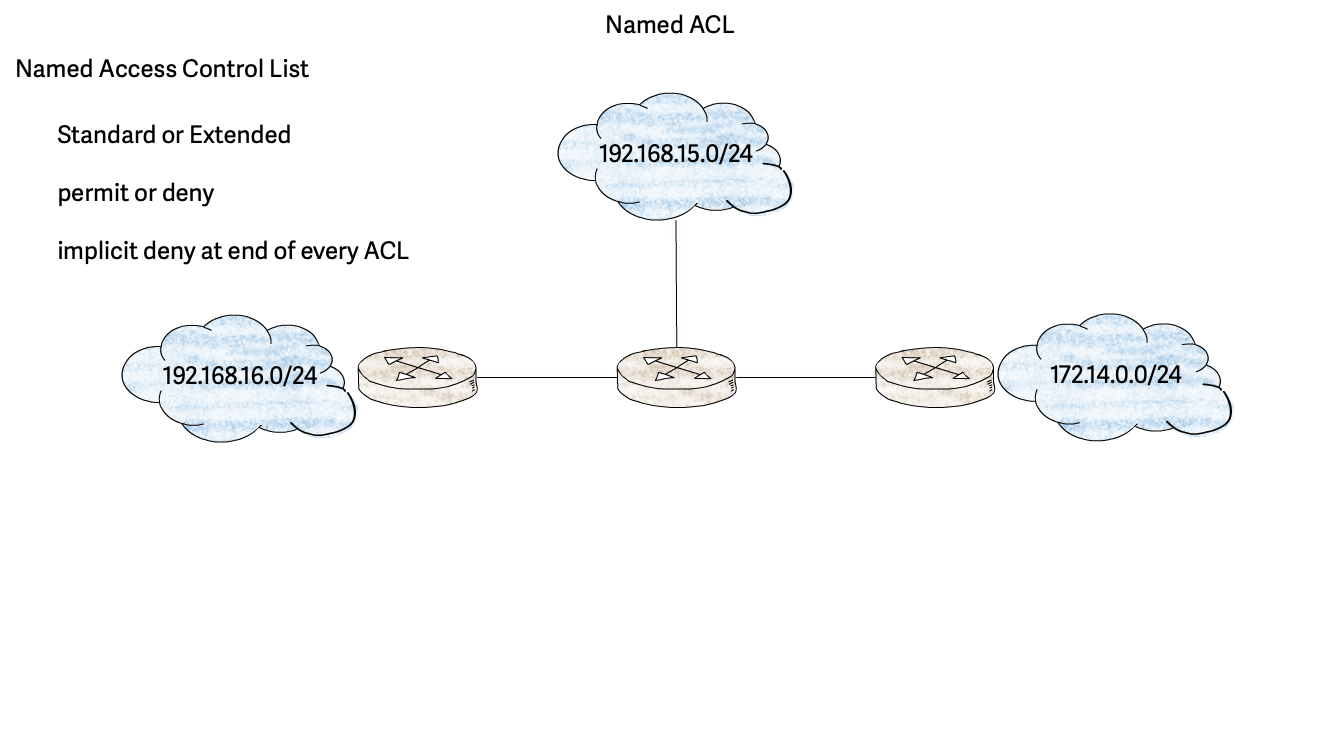 Named ACL
Named Access Control List
Standard or Extended
permit or deny
implicit deny at end of every ACL
192.168.15.0/24
192.168.16.0/24
172.14.0.0/24